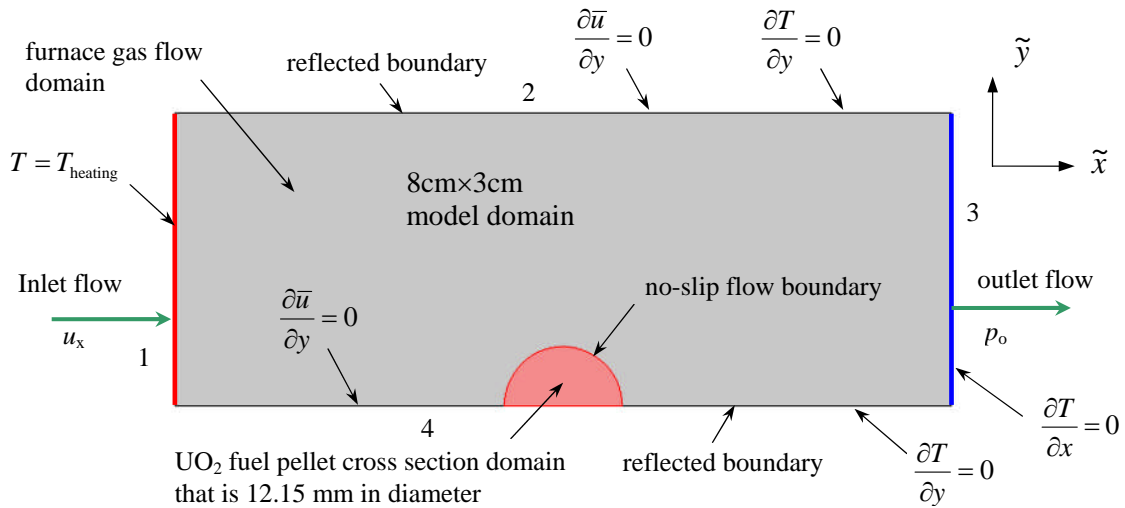 furnace gas flow
domain
reflected boundary
2
∂u̅/∂y = 0
∂T/∂y = 0
ỹ
x̃
T = T_heating
8cm×3cm
model domain
3
Inlet flow
u_x
1
∂u̅/∂y = 0
no-slip flow boundary
outlet flow
p_o
4
UO₂ fuel pellet cross section domain
that is 12.15 mm in diameter
reflected boundary
∂T/∂y = 0
∂T/∂x = 0